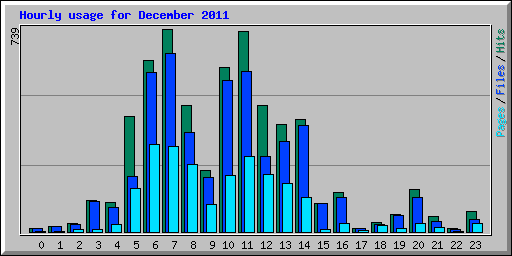 Hourly usage for December 2011
739
Pages/Files/Hits
0 1 2 3 4 5 6 7 8 9 10 11 12 13 14 15 16 17 18 19 20 21 22 23